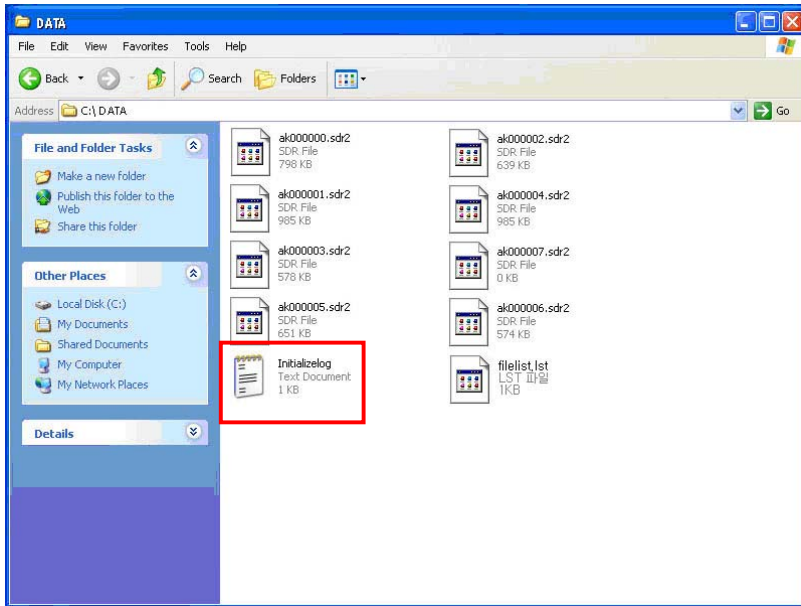 DATA
File Edit View Favorites Tools Help
Back Search Folders
Address C:\DATA Go
File and Folder Tasks
Make a new folder
Publish this folder to the
Web
Share this folder
Other Places
Local Disk (C:)
My Documents
Shared Documents
My Computer
My Network Places
Details
ak000000.sdr2
SDR File
798 KB
ak000002.sdr2
SDR File
639 KB
ak000001.sdr2
SDR File
985 KB
ak000004.sdr2
SDR File
985 KB
ak000003.sdr2
SDR File
578 KB
ak000007.sdr2
SDR File
0 KB
ak000005.sdr2
SDR File
651 KB
ak000006.sdr2
SDR File
574 KB
Initializelog
Text Document
1 KB
filelist,lst
LST 파일
1KB